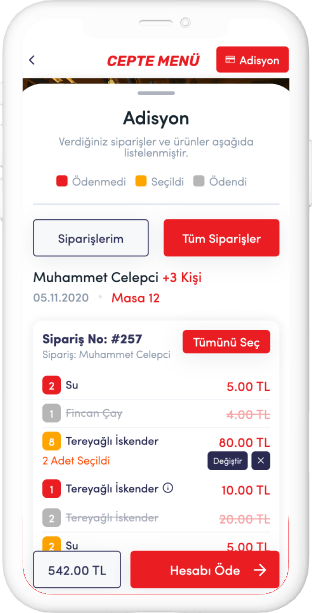 CEPTE MENÜ
Adisyon
Adisyon
Verdiğiniz siparişler ve ürünler aşağıda
listelenmiştir.
Ödenmedi Seçildi Ödendi
Siparişlerim Tüm Siparişler
Muhammet Celepci +3 Kişi
05.11.2020 Masa 12
Sipariş No: #257 Tümünü Seç
Sipariş: Muhammet Celepci
2 Su 5.00 TL
1 Fincan Çay 4.00 TL
8 Tereyağlı İskender 80.00 TL
2 Adet Seçildi Değiştir ×
1 Tereyağlı İskender 10.00 TL
2 Tereyağlı İskender 20.00 TL
2 Su 5.00 TL
542.00 TL Hesabı Öde